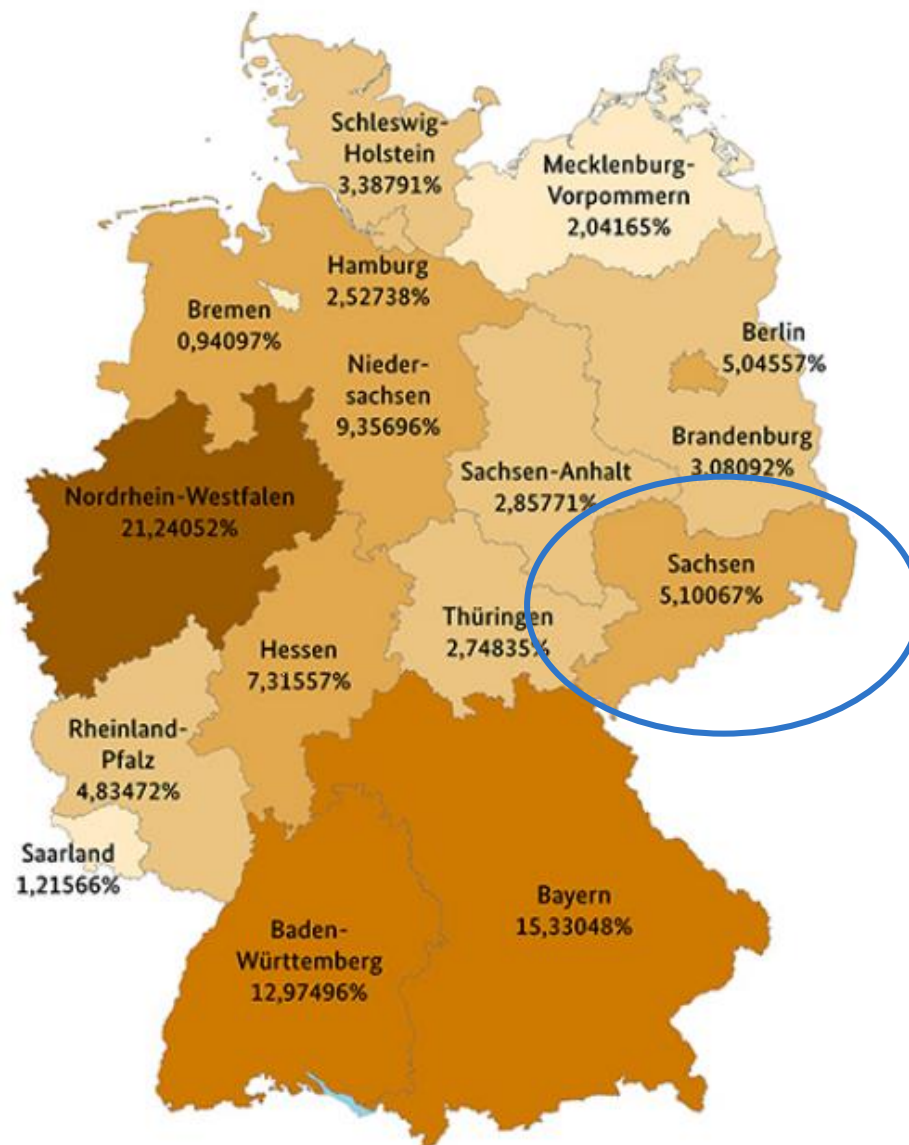 Schleswig-
Holstein
3,38791%
Mecklenburg-
Vorpommern
2,04165%
Hamburg
2,52738%
Bremen
0,94097%
Berlin
5,04557%
Nieder-
sachsen
9,35696%
Brandenburg
3,08092%
Sachsen-Anhalt
2,85771%
Nordrhein-Westfalen
21,24052%
Sachsen
5,10067%
Thüringen
2,74835%
Hessen
7,31557%
Rheinland-
Pfalz
4,83472%
Saarland
1,21566%
Bayern
15,33048%
Baden-
Württemberg
12,97496%